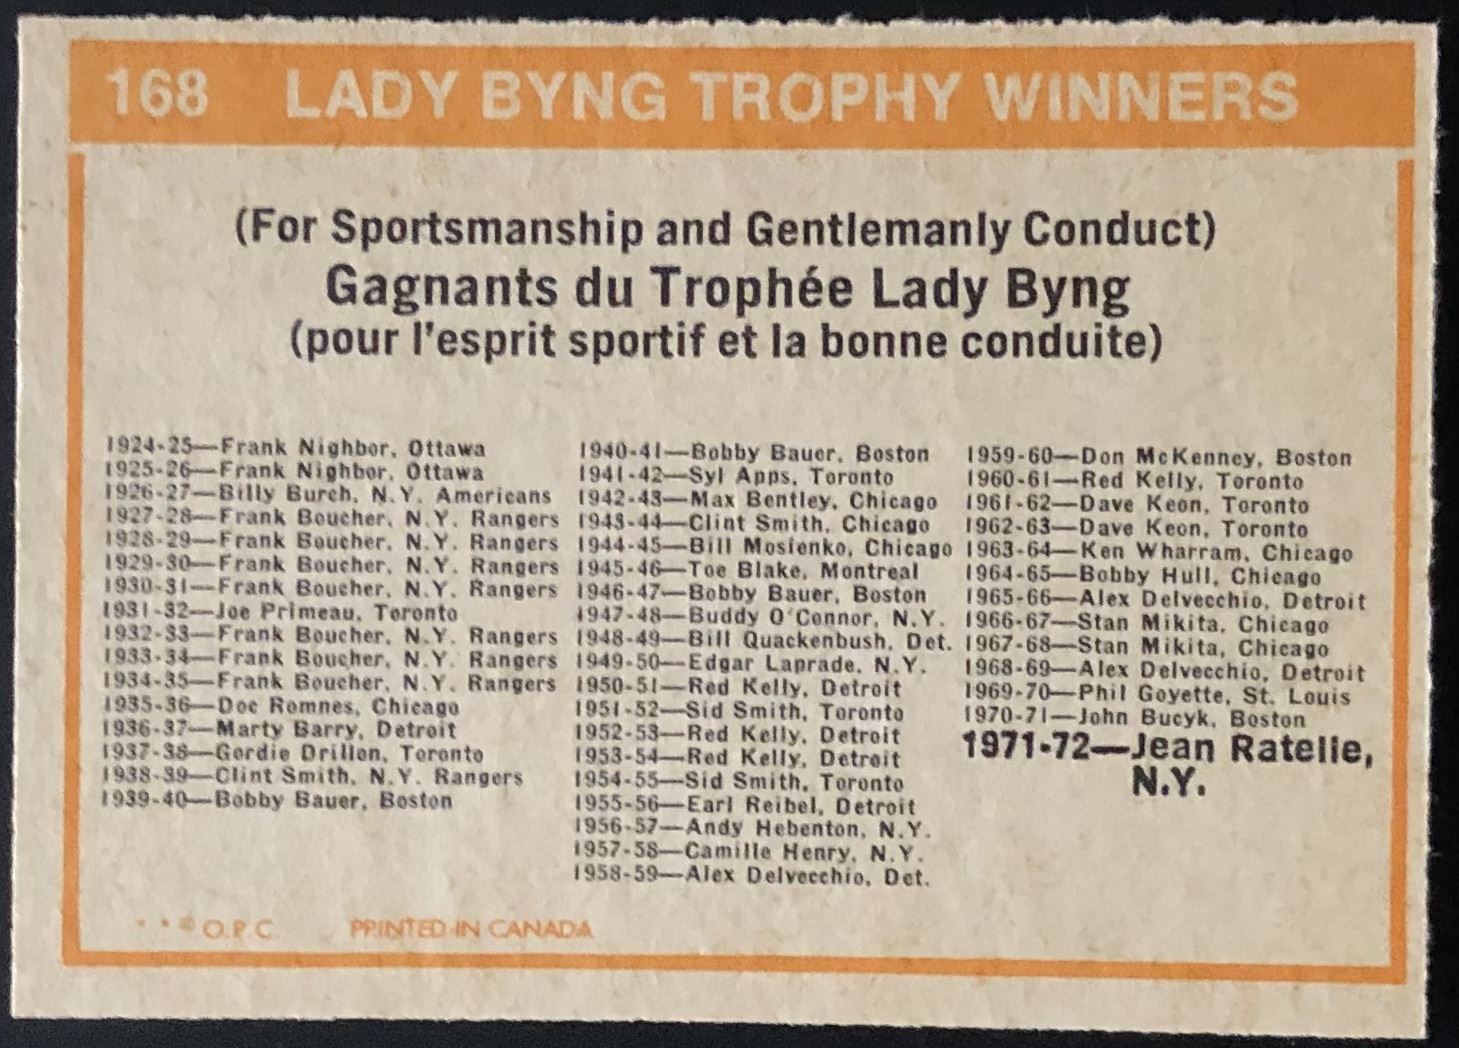 168 LADY BYNG TROPHY WINNERS
(For Sportsmanship and Gentlemanly Conduct)
Gagnants du Trophée Lady Byng
(pour l'esprit sportif et la bonne conduite)
1924-25—Frank Nighbor, Ottawa
1925-26—Frank Nighbor, Ottawa
1926-27—Billy Burch, N.Y. Americans
1927-28—Frank Boucher, N.Y. Rangers
1928-29—Frank Boucher, N.Y. Rangers
1929-30—Frank Boucher, N.Y. Rangers
1930-31—Frank Boucher, N.Y. Rangers
1931-32—Joe Primeau, Toronto
1932-33—Frank Boucher, N.Y. Rangers
1933-34—Frank Boucher, N.Y. Rangers
1934-35—Frank Boucher, N.Y. Rangers
1935-36—Doc Romnes, Chicago
1936-37—Marty Barry, Detroit
1937-38—Gordie Drillon, Toronto
1938-39—Clint Smith, N.Y. Rangers
1939-40—Bobby Bauer, Boston
1940-41—Bobby Bauer, Boston
1941-42—Syl Apps, Toronto
1942-43—Max Bentley, Chicago
1943-44—Clint Smith, Chicago
1944-45—Bill Mosienko, Chicago
1945-46—Toe Blake, Montreal
1946-47—Bobby Bauer, Boston
1947-48—Buddy O'Connor, N.Y.
1948-49—Bill Quackenbush, Det.
1949-50—Edgar Laprade, N.Y.
1950-51—Red Kelly, Detroit
1951-52—Sid Smith, Toronto
1952-53—Red Kelly, Detroit
1953-54—Red Kelly, Detroit
1954-55—Sid Smith, Toronto
1955-56—Earl Reibel, Detroit
1956-57—Andy Hebenton, N.Y.
1957-58—Camille Henry, N.Y.
1958-59—Alex Delvecchio, Det.
1959-60—Don McKenney, Boston
1960-61—Red Kelly, Toronto
1961-62—Dave Keon, Toronto
1962-63—Dave Keon, Toronto
1963-64—Ken Wharram, Chicago
1964-65—Bobby Hull, Chicago
1965-66—Alex Delvecchio, Detroit
1966-67—Stan Mikita, Chicago
1967-68—Stan Mikita, Chicago
1968-69—Alex Delvecchio, Detroit
1969-70—Phil Goyette, St. Louis
1970-71—John Bucyk, Boston
1971-72—Jean Ratelle,
N.Y.
* * © O.P.C. PRINTED IN CANADA